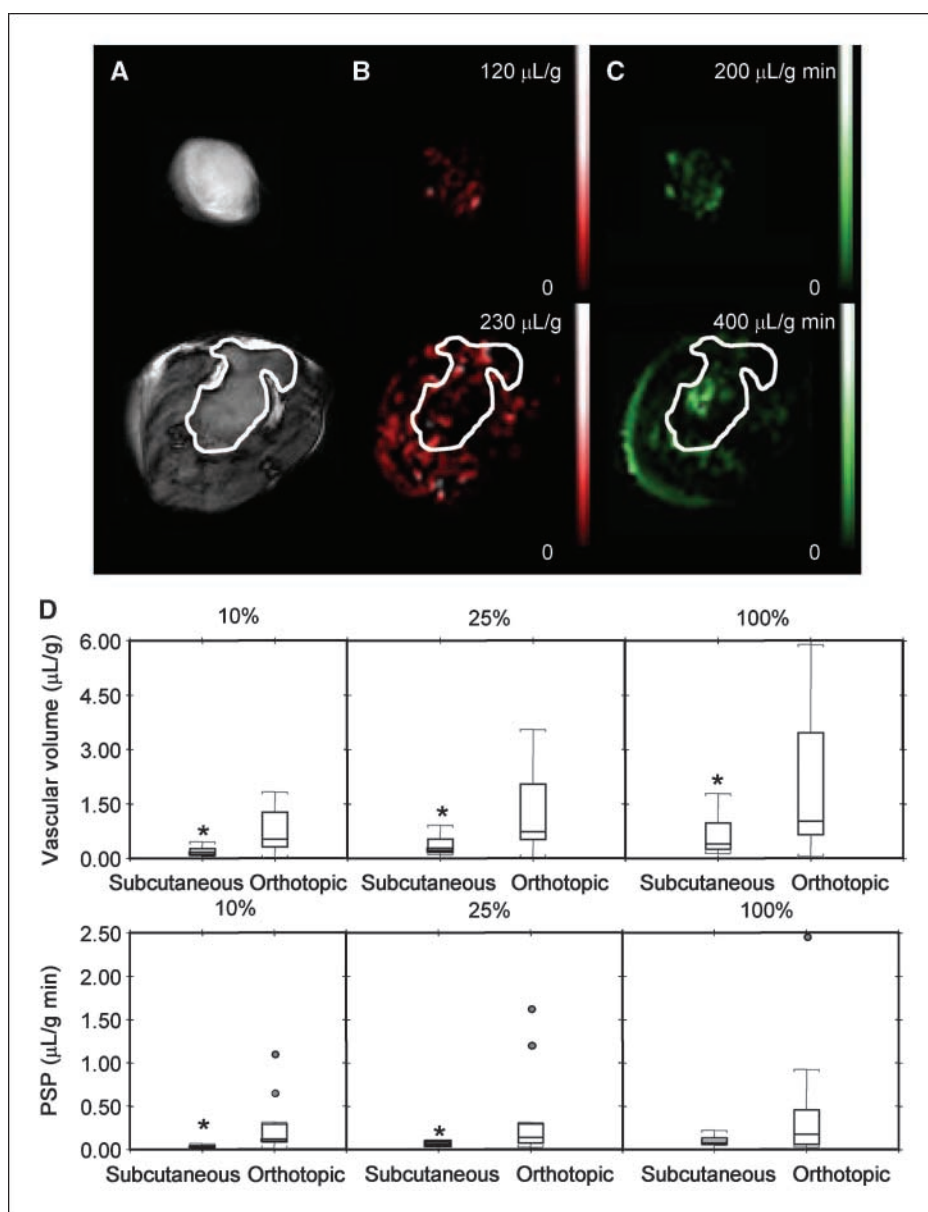 A B 120 μL/g C 200 μL/g min
0 0
230 μL/g 400 μL/g min
0 0
D
10% 25% 100%
Vascular volume (μL/g)
6.00
4.50
3.00
1.50
0.00
* * *
Subcutaneous Orthotopic Subcutaneous Orthotopic Subcutaneous Orthotopic
10% 25% 100%
PSP (μL/g min)
2.50
2.00
1.50
1.00
0.50
0.00
* *
Subcutaneous Orthotopic Subcutaneous Orthotopic Subcutaneous Orthotopic